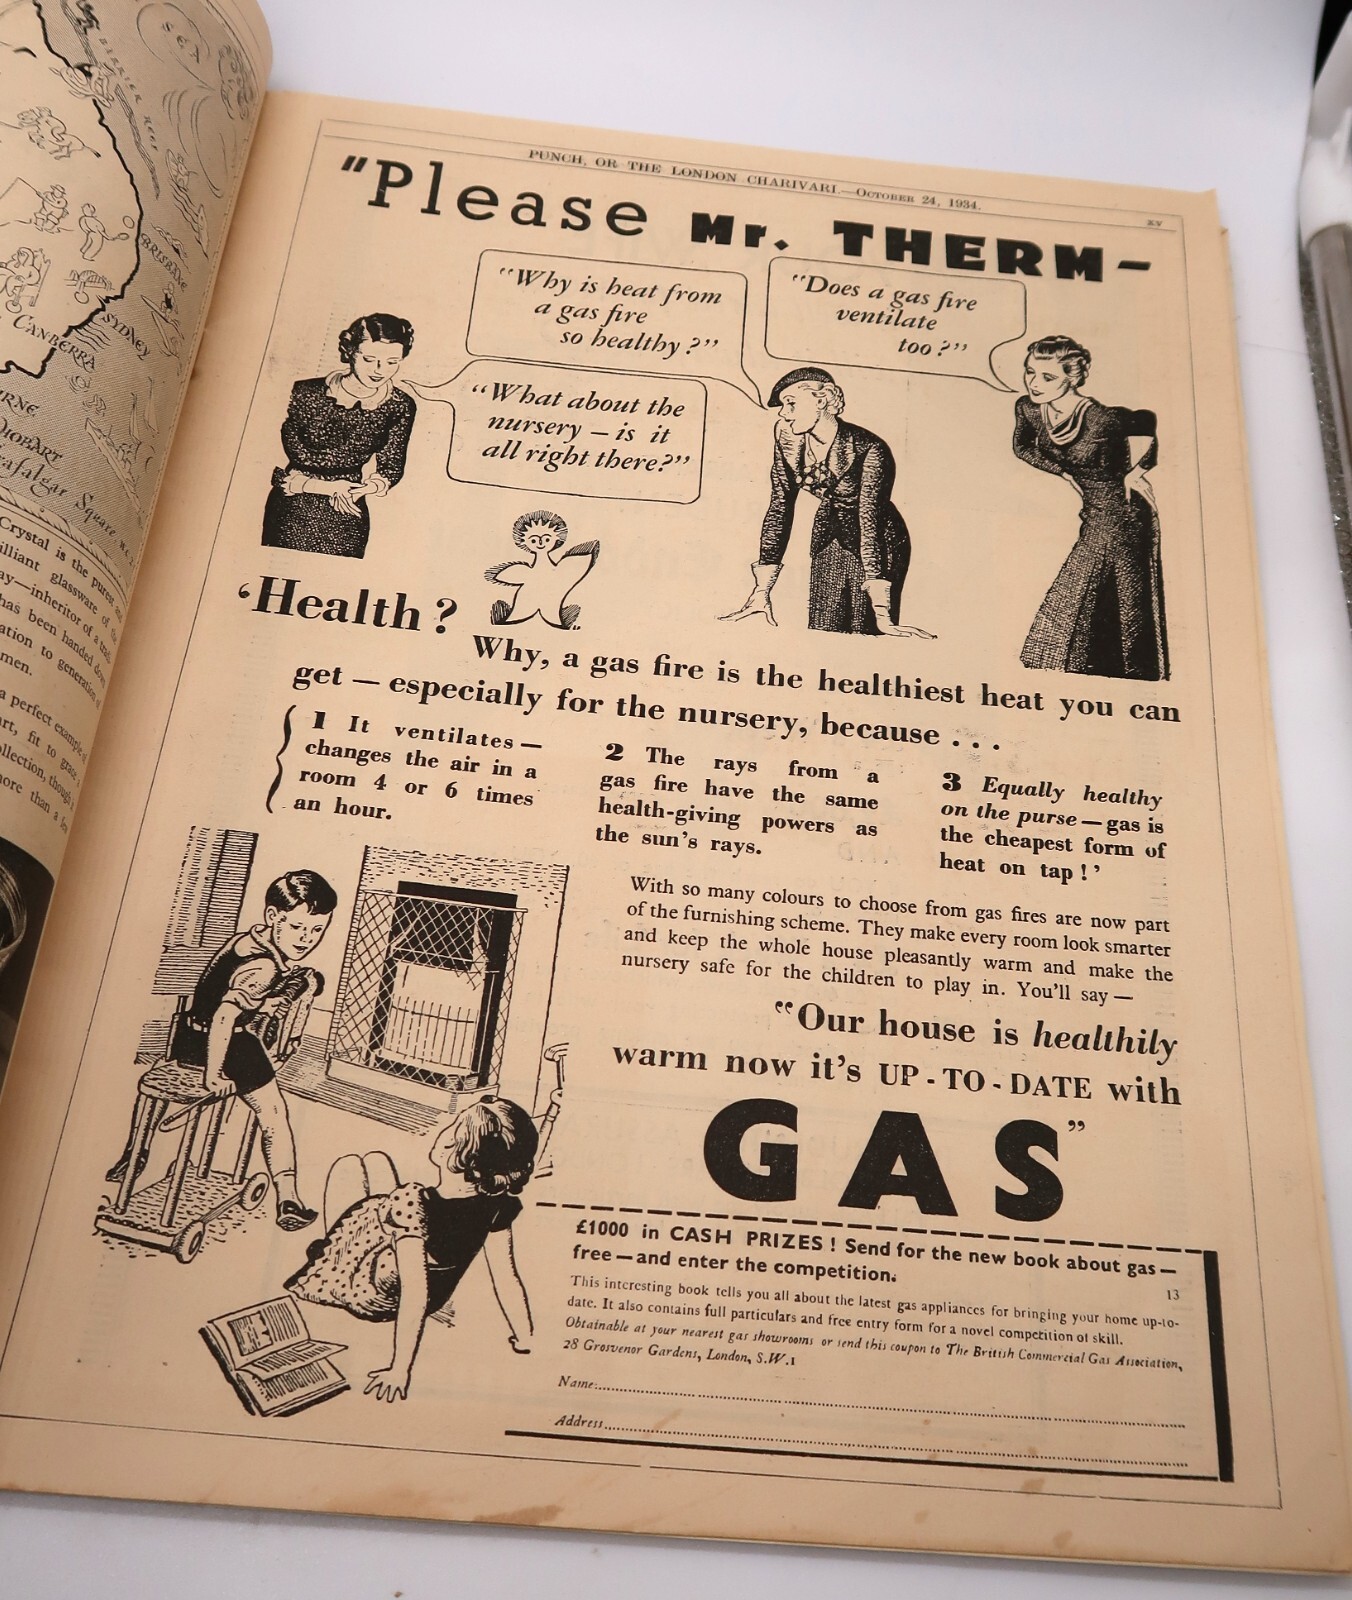 BARRIER REEF
BRISBANE
SYDNEY
CANBERRA
HOBART
Trafalgar Square
Crystal is the purest
PUNCH, OR THE LONDON CHARIVARI.—October 24, 1934.
xv
"Please Mr. THERM—
"Why is heat from
a gas fire
so healthy?"
"Does a gas fire
ventilate
too?"
"What about the
nursery – is it
all right there?"
'Health?
Why, a gas fire is the healthiest heat you can
get — especially for the nursery, because . . .
1 It ventilates—
changes the air in a
room 4 or 6 times
an hour.
2 The rays from a
gas fire have the same
health-giving powers as
the sun's rays.
3 Equally healthy
on the purse—gas is
the cheapest form of
heat on tap!'
With so many colours to choose from gas fires are now part
of the furnishing scheme. They make every room look smarter
and keep the whole house pleasantly warm and make the
nursery safe for the children to play in. You'll say—
"Our house is healthily
warm now it's UP-TO-DATE with
GAS"
£1000 in CASH PRIZES! Send for the new book about gas—
free—and enter the competition.
13
This interesting book tells you all about the latest gas appliances for bringing your home up-to-
date. It also contains full particulars and free entry form for a novel competition of skill.
Obtainable at your nearest gas showrooms or send this coupon to The British Commercial Gas Association,
28 Grosvenor Gardens, London, S.W.1
Name:
Address